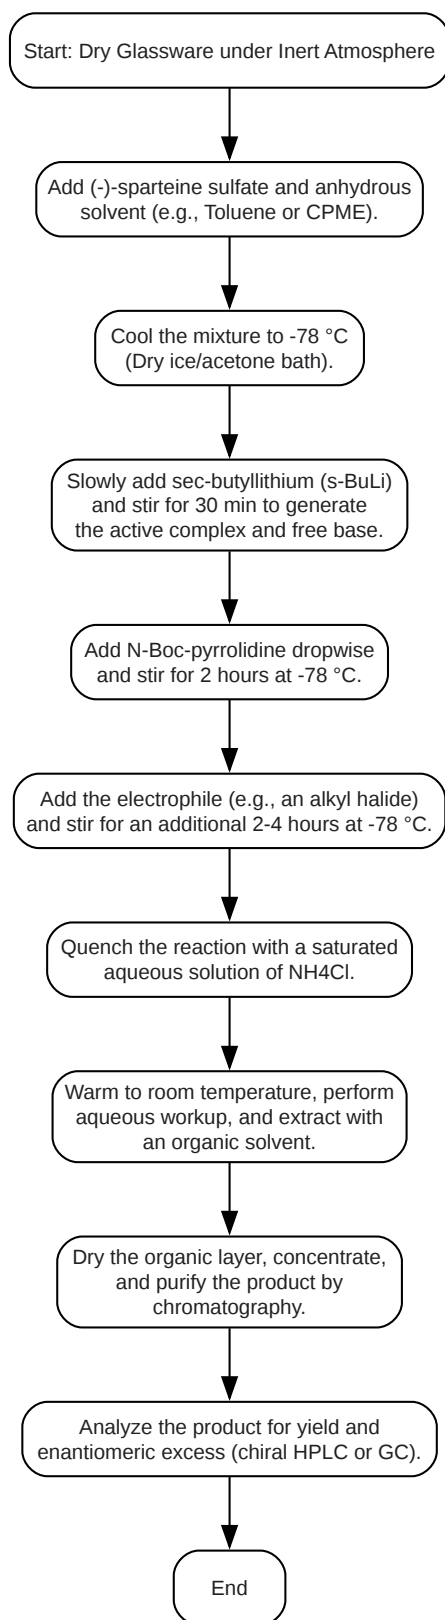 Start: Dry Glassware under Inert Atmosphere
Add (-)-sparteine sulfate and anhydrous
solvent (e.g., Toluene or CPME).
Cool the mixture to -78 °C
(Dry ice/acetone bath).
Slowly add sec-butyllithium (s-BuLi)
and stir for 30 min to generate
the active complex and free base.
Add N-Boc-pyrrolidine dropwise
and stir for 2 hours at -78 °C.
Add the electrophile (e.g., an alkyl halide)
and stir for an additional 2-4 hours at -78 °C.
Quench the reaction with a saturated
aqueous solution of NH4Cl.
Warm to room temperature, perform
aqueous workup, and extract with
an organic solvent.
Dry the organic layer, concentrate,
and purify the product by
chromatography.
Analyze the product for yield and
enantiomeric excess (chiral HPLC or GC).
End